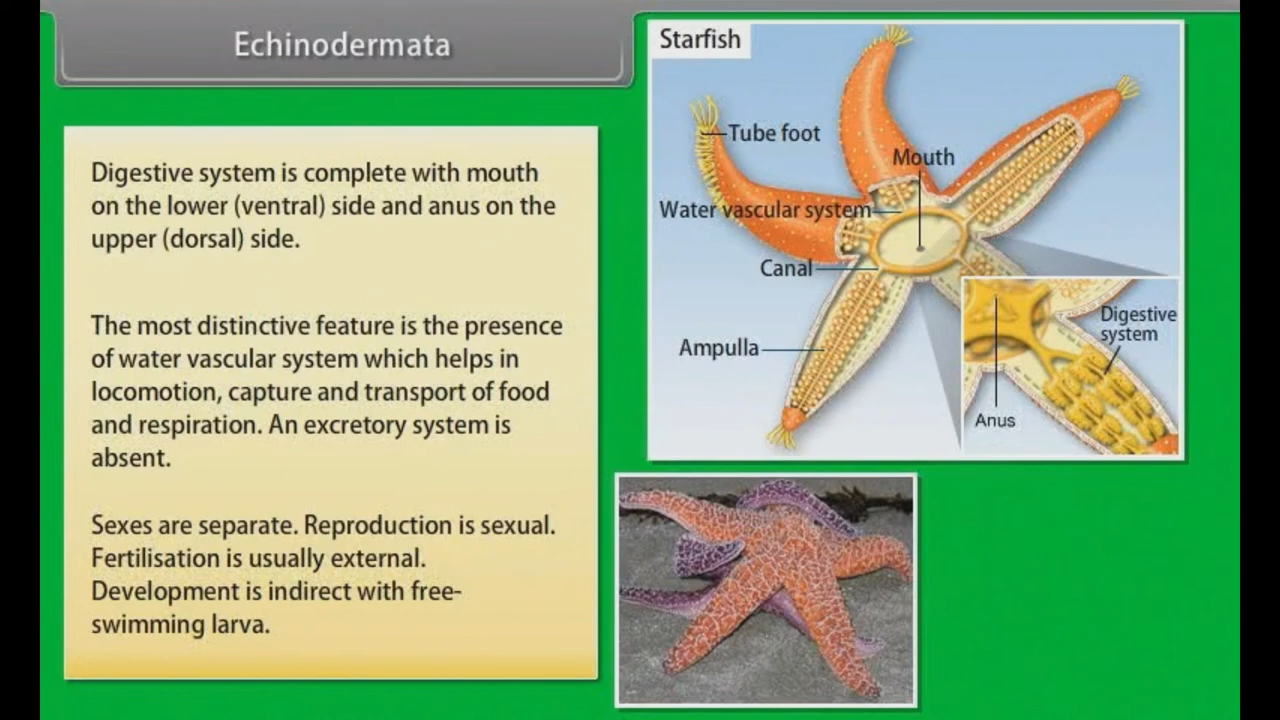 Echinodermata
Digestive system is complete with mouth
on the lower (ventral) side and anus on the
upper (dorsal) side.
The most distinctive feature is the presence
of water vascular system which helps in
locomotion, capture and transport of food
and respiration. An excretory system is
absent.
Sexes are separate. Reproduction is sexual.
Fertilisation is usually external.
Development is indirect with free-
swimming larva.
Starfish
Tube foot
Mouth
Water vascular system
Canal
Ampulla
Digestive
system
Anus